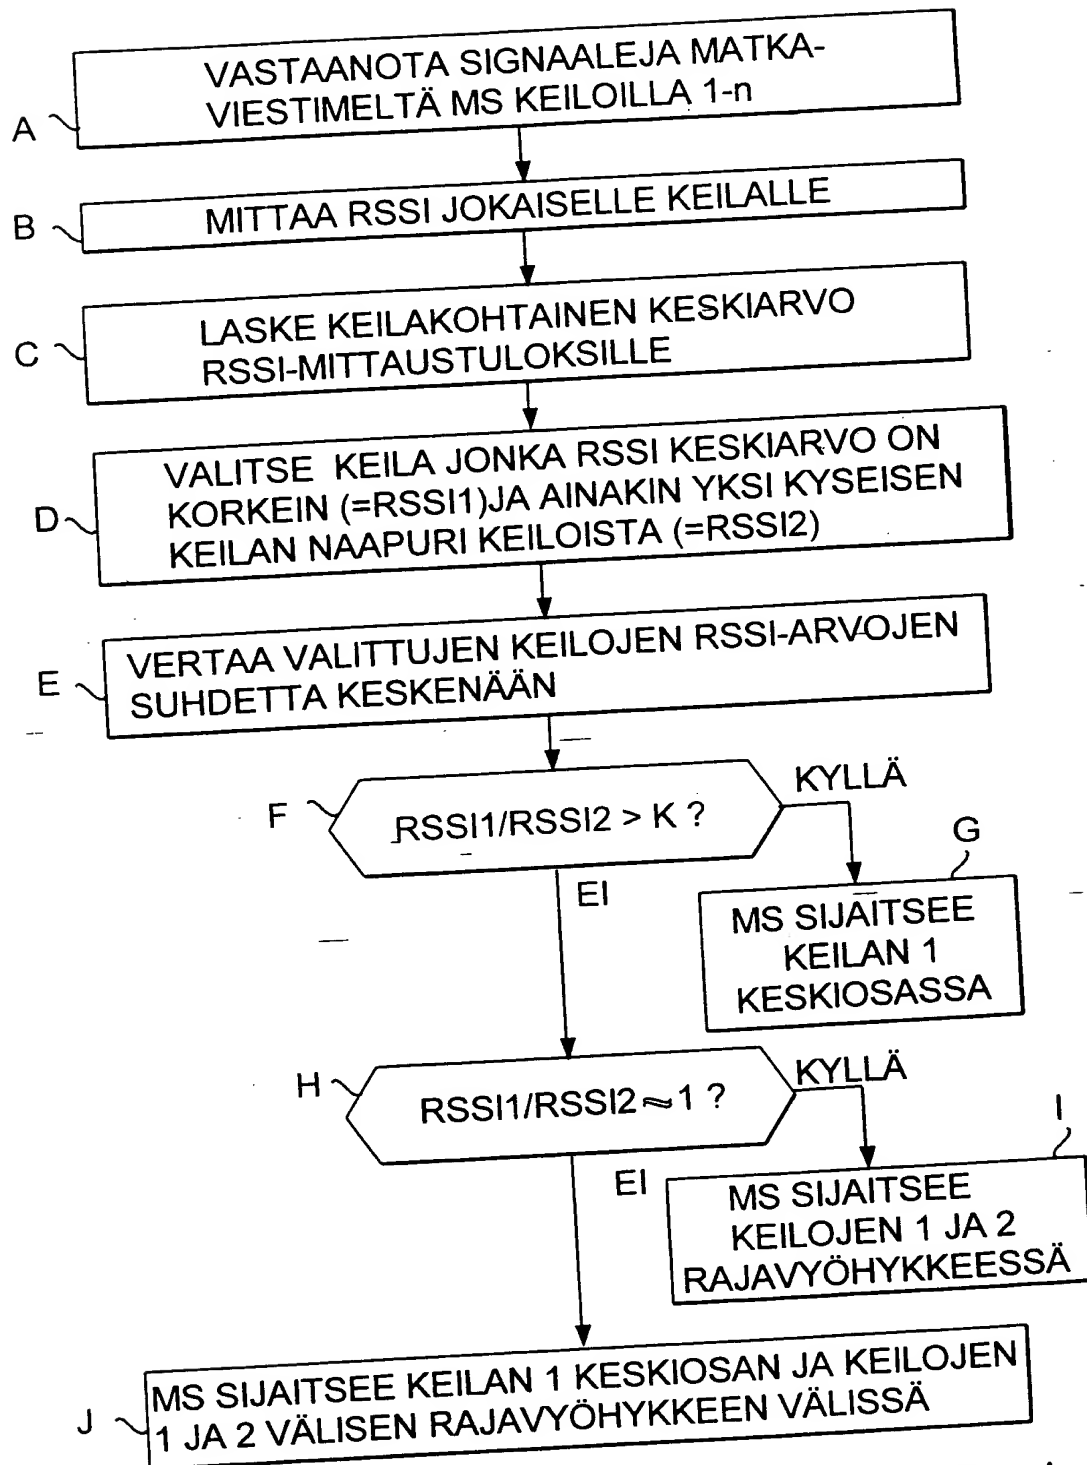 VASTAANOTA SIGNAALEJA MATKA-
VIESTIMELTÄ MS KEILOILLA 1-n
A
MITTAA RSSI JOKAISELLE KEILALLE
B
LASKE KEILAKOHTAINEN KESKIARVO
RSSI-MITTAUSTULOKSILLE
C
VALITSE KEILA JONKA RSSI KESKIARVO ON
KORKEIN (=RSSI1)JA AINAKIN YKSI KYSEISEN
KEILAN NAAPURI KEILOISTA (=RSSI2)
D
VERTAA VALITTUJEN KEILOJEN RSSI-ARVOJEN
SUHDETTA KESKENÄÄN
E
F
RSSI1/RSSI2 > K ?
KYLLÄ
EI
G
MS SIJAITSEE
KEILAN 1
KESKIOSASSA
H
RSSI1/RSSI2 ≈ 1 ?
KYLLÄ
EI
I
MS SIJAITSEE
KEILOJEN 1 JA 2
RAJAVYÖHYKKEESSÄ
MS SIJAITSEE KEILAN 1 KESKIOSAN JA KEILOJEN
1 JA 2 VÄLISEN RAJAVYÖHYKKEEN VÄLISSÄ
J